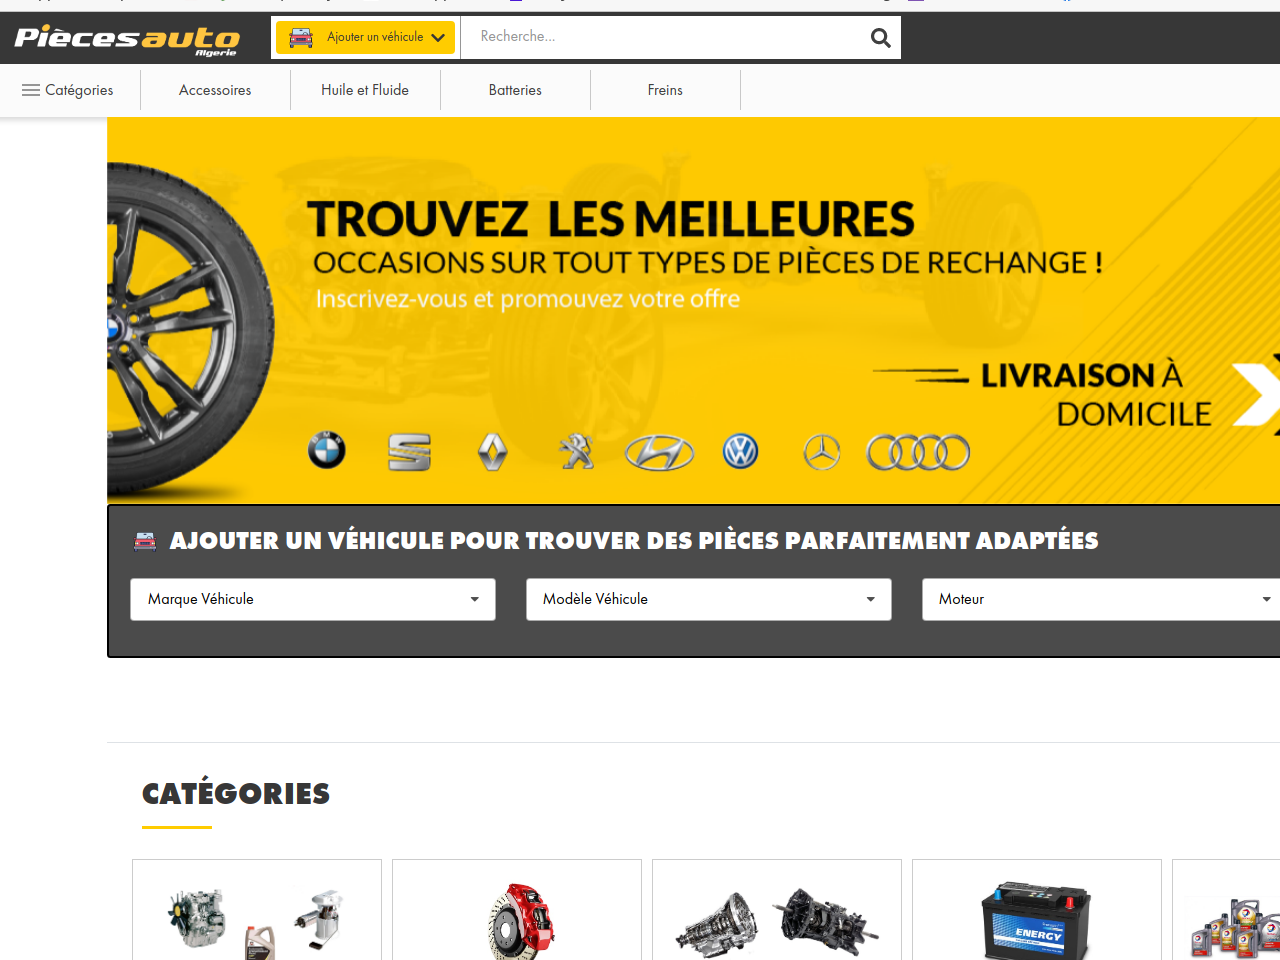 Piècesauto
Algerie
Ajouter un véhicule
Recherche...
Catégories
Accessoires
Huile et Fluide
Batteries
Freins
TROUVEZ LES MEILLEURES
OCCASIONS SUR TOUT TYPES DE PIÈCES DE RECHANGE !
Inscrivez-vous et promouvez votre offre
LIVRAISON À
DOMICILE
AJOUTER UN VÉHICULE POUR TROUVER DES PIÈCES PARFAITEMENT ADAPTÉES
Marque Véhicule
Modèle Véhicule
Moteur
CATÉGORIES
ENERGY